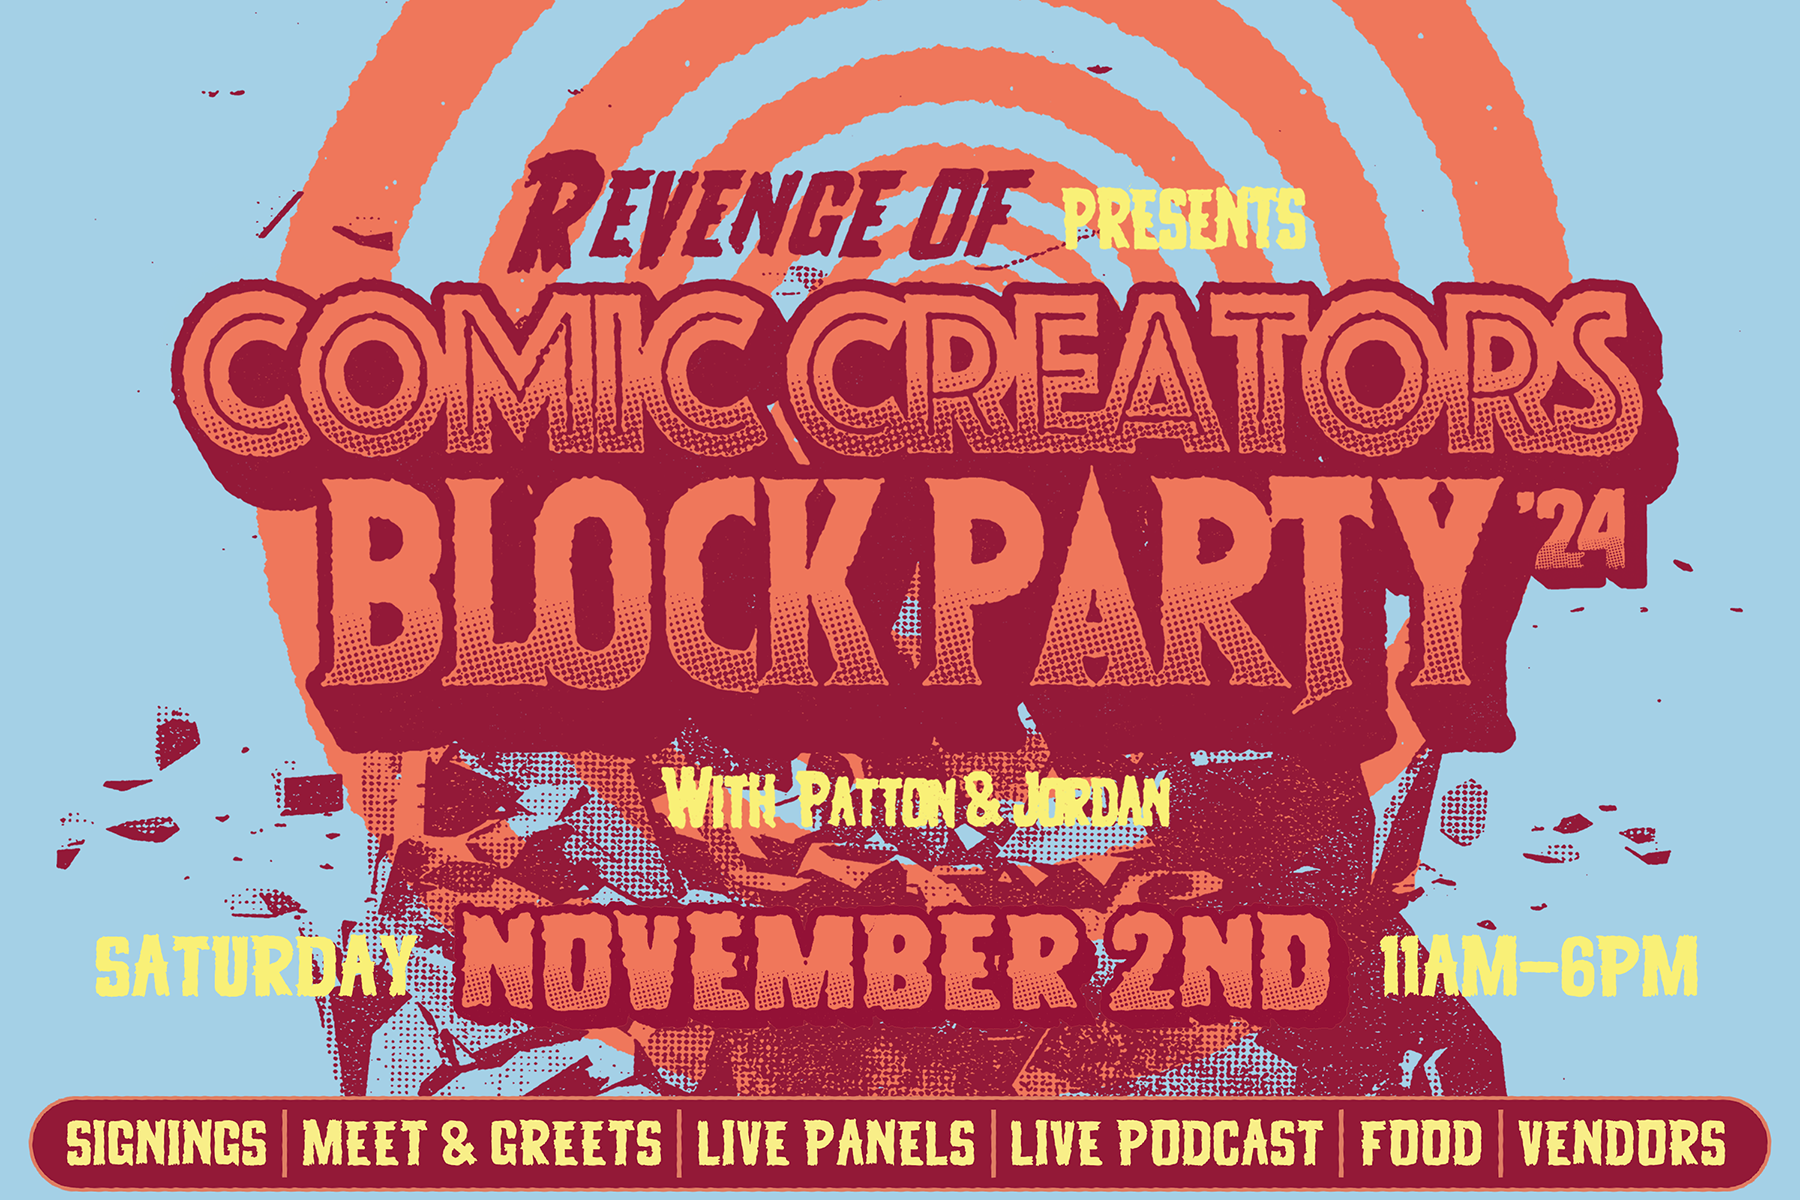 REVENGE OF PRESENTS
COMIC CREATORS
BLOCK PARTY '24
WITH PATTON & JORDAN
SATURDAY NOVEMBER 2ND 11AM–6PM
SIGNINGS | MEET & GREETS | LIVE PANELS | LIVE PODCAST | FOOD | VENDORS